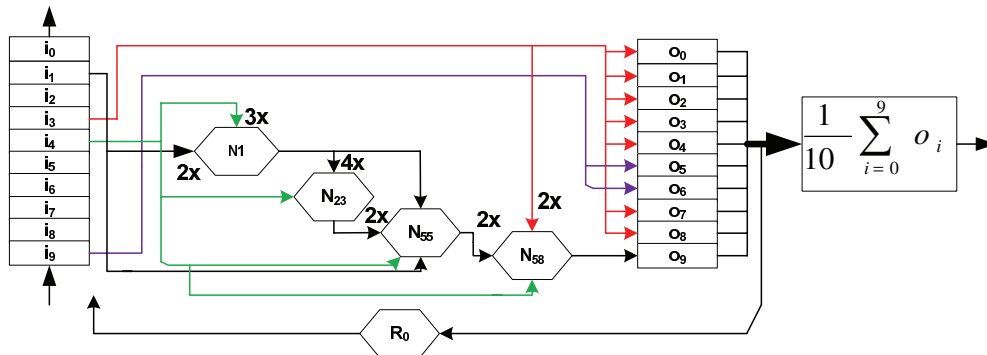 i0
i1
i2
i3
i4
i5
i6
i7
i8
i9
3x
N1
2x
4x
N23
2x
N55
2x
2x
N58
R0
o0
o1
o2
o3
o4
o5
o6
o7
o8
o9
1/10 ∑ i=0 9 o i